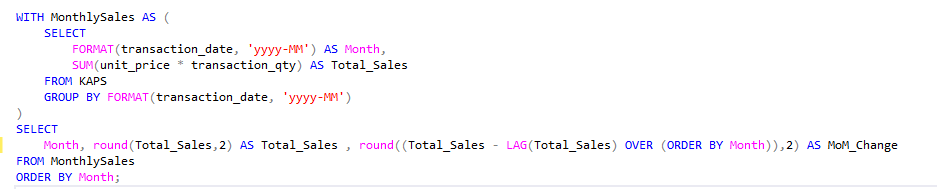 WITH MonthlySales AS (
    SELECT
        FORMAT(transaction_date, 'yyyy-MM') AS Month,
        SUM(unit_price * transaction_qty) AS Total_Sales
    FROM KAPS
    GROUP BY FORMAT(transaction_date, 'yyyy-MM')
)
SELECT
    Month, round(Total_Sales,2) AS Total_Sales , round((Total_Sales - LAG(Total_Sales) OVER (ORDER BY Month)),2) AS MoM_Change
FROM MonthlySales
ORDER BY Month;